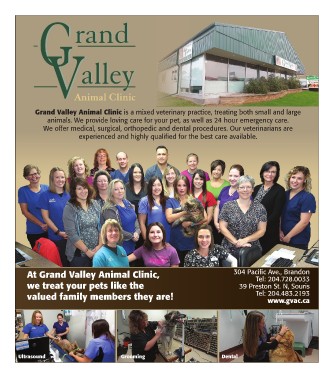 Grand
Valley
Animal Clinic
Grand Valley Animal Clinic is a mixed veterinary practice, treating both small and large
animals. We provide loving care for your pet, as well as 24 hour emergency care.
We offer medical, surgical, orthopedic and dental procedures. Our veterinarians are
experienced and highly qualified for the best care available.
304 Pacific Ave., Brandon
Tel: 204.728.0033
39 Preston St. N, Souris
Tel: 204.483.2193
www.gvac.ca
At Grand Valley Animal Clinic,
we treat your pets like the
valued family members they are!
Ultrasound
Grooming
Dental